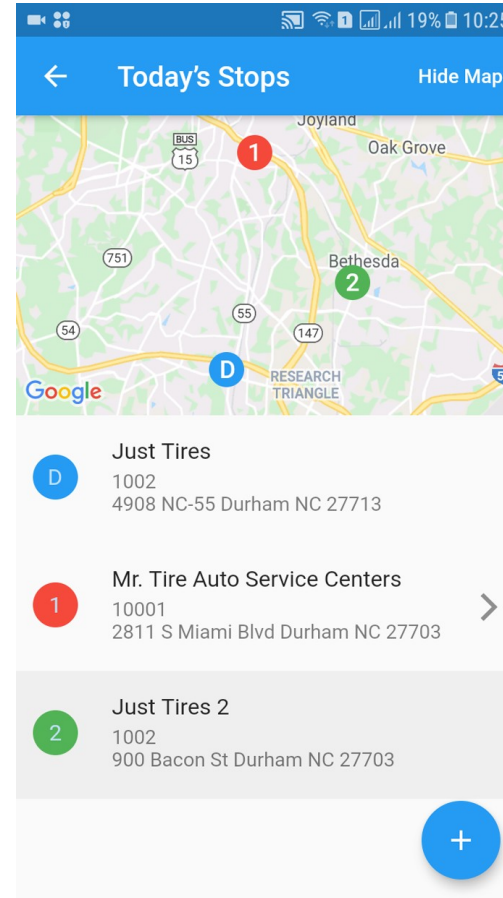 1 19% 10:25
Today's Stops Hide Map
Joyland
BUS
15
1
Oak Grove
751
Bethesda
2
55
147
54
D
RESEARCH
TRIANGLE
Google
5
Just Tires
D
1002
4908 NC-55 Durham NC 27713
Mr. Tire Auto Service Centers
1
10001
2811 S Miami Blvd Durham NC 27703
Just Tires 2
2
1002
900 Bacon St Durham NC 27703
+